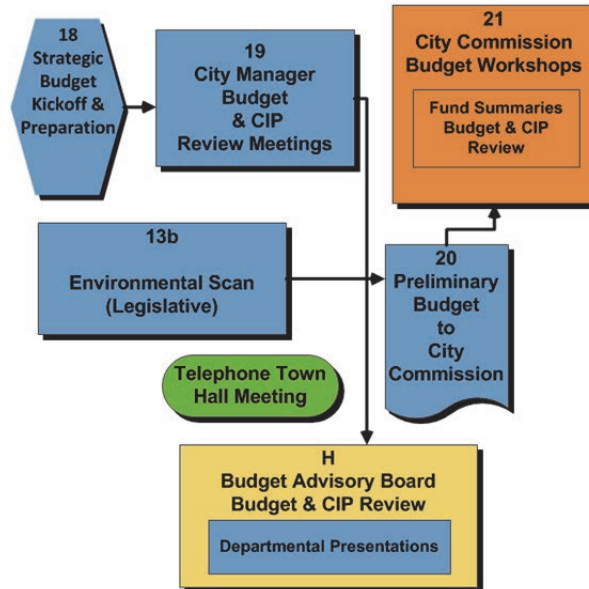 18
Strategic
Budget
Kickoff &
Preparation
19
City Manager
Budget
& CIP
Review Meetings
21
City Commission
Budget Workshops
Fund Summaries
Budget & CIP
Review
13b
Environmental Scan
(Legislative)
20
Preliminary
Budget
to
City
Commission
Telephone Town
Hall Meeting
H
Budget Advisory Board
Budget & CIP Review
Departmental Presentations